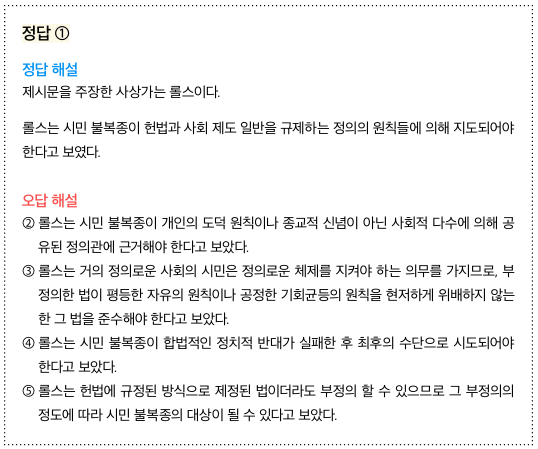 정답 ①
정답 해설
제시문을 주장한 사상가는 롤스이다.
롤스는 시민 불복종이 헌법과 사회 제도 일반을 규제하는 정의의 원칙들에 의해 지도되어야
한다고 보였다.
오답 해설
② 롤스는 시민 불복종이 개인의 도덕 원칙이나 종교적 신념이 아닌 사회적 다수에 의해 공
유된 정의관에 근거해야 한다고 보았다.
③ 롤스는 거의 정의로운 사회의 시민은 정의로운 체제를 지켜야 하는 의무를 가지므로, 부
정의한 법이 평등한 자유의 원칙이나 공정한 기회균등의 원칙을 현저하게 위배하지 않는
한 그 법을 준수해야 한다고 보았다.
④ 롤스는 시민 불복종이 합법적인 정치적 반대가 실패한 후 최후의 수단으로 시도되어야
한다고 보았다.
⑤ 롤스는 헌법에 규정된 방식으로 제정된 법이더라도 부정의 할 수 있으므로 그 부정의의
정도에 따라 시민 불복종의 대상이 될 수 있다고 보았다.